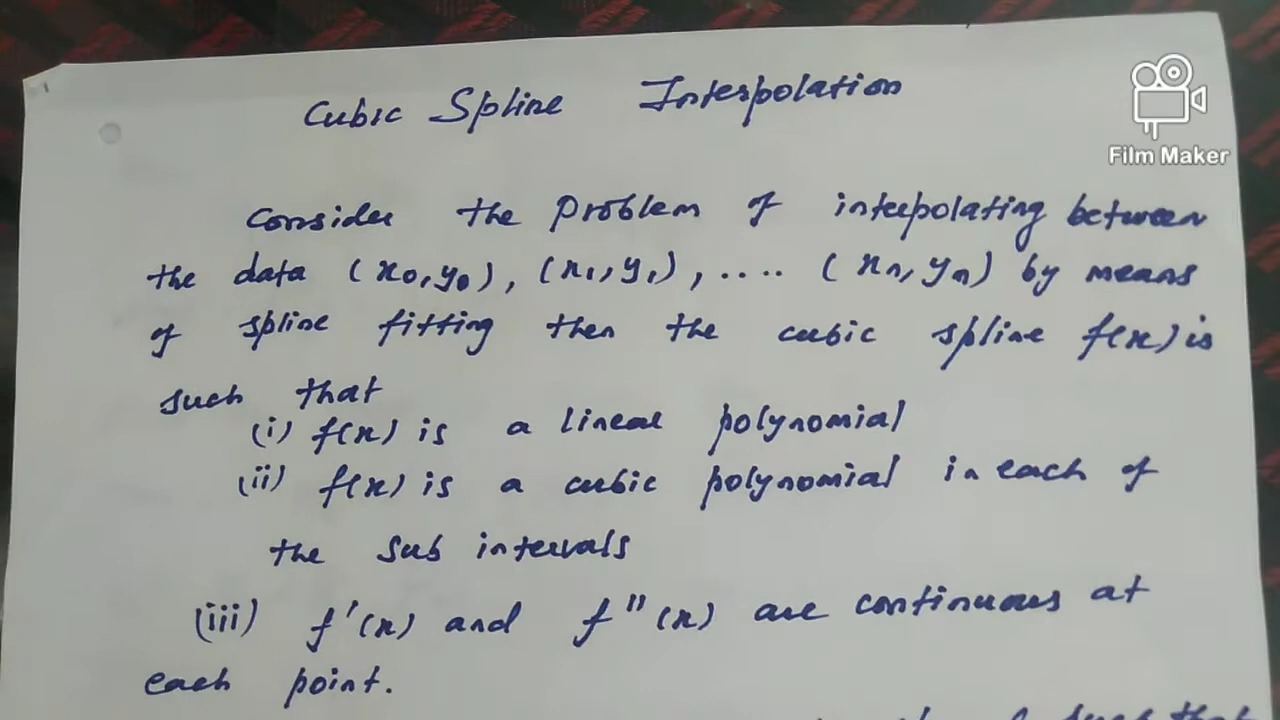 Cubic Spline Interpolation
Film Maker
Consider the problem of interpolating between
the data (x0,y0), (x1,y1), .... (xn,yn) by means
of spline fitting then the cubic spline f(x) is
such that
(i) f(x) is a linear polynomial
(ii) f(x) is a cubic polynomial in each of
the sub intervals
(iii) f'(x) and f"(x) are continuous at
each point.
such that